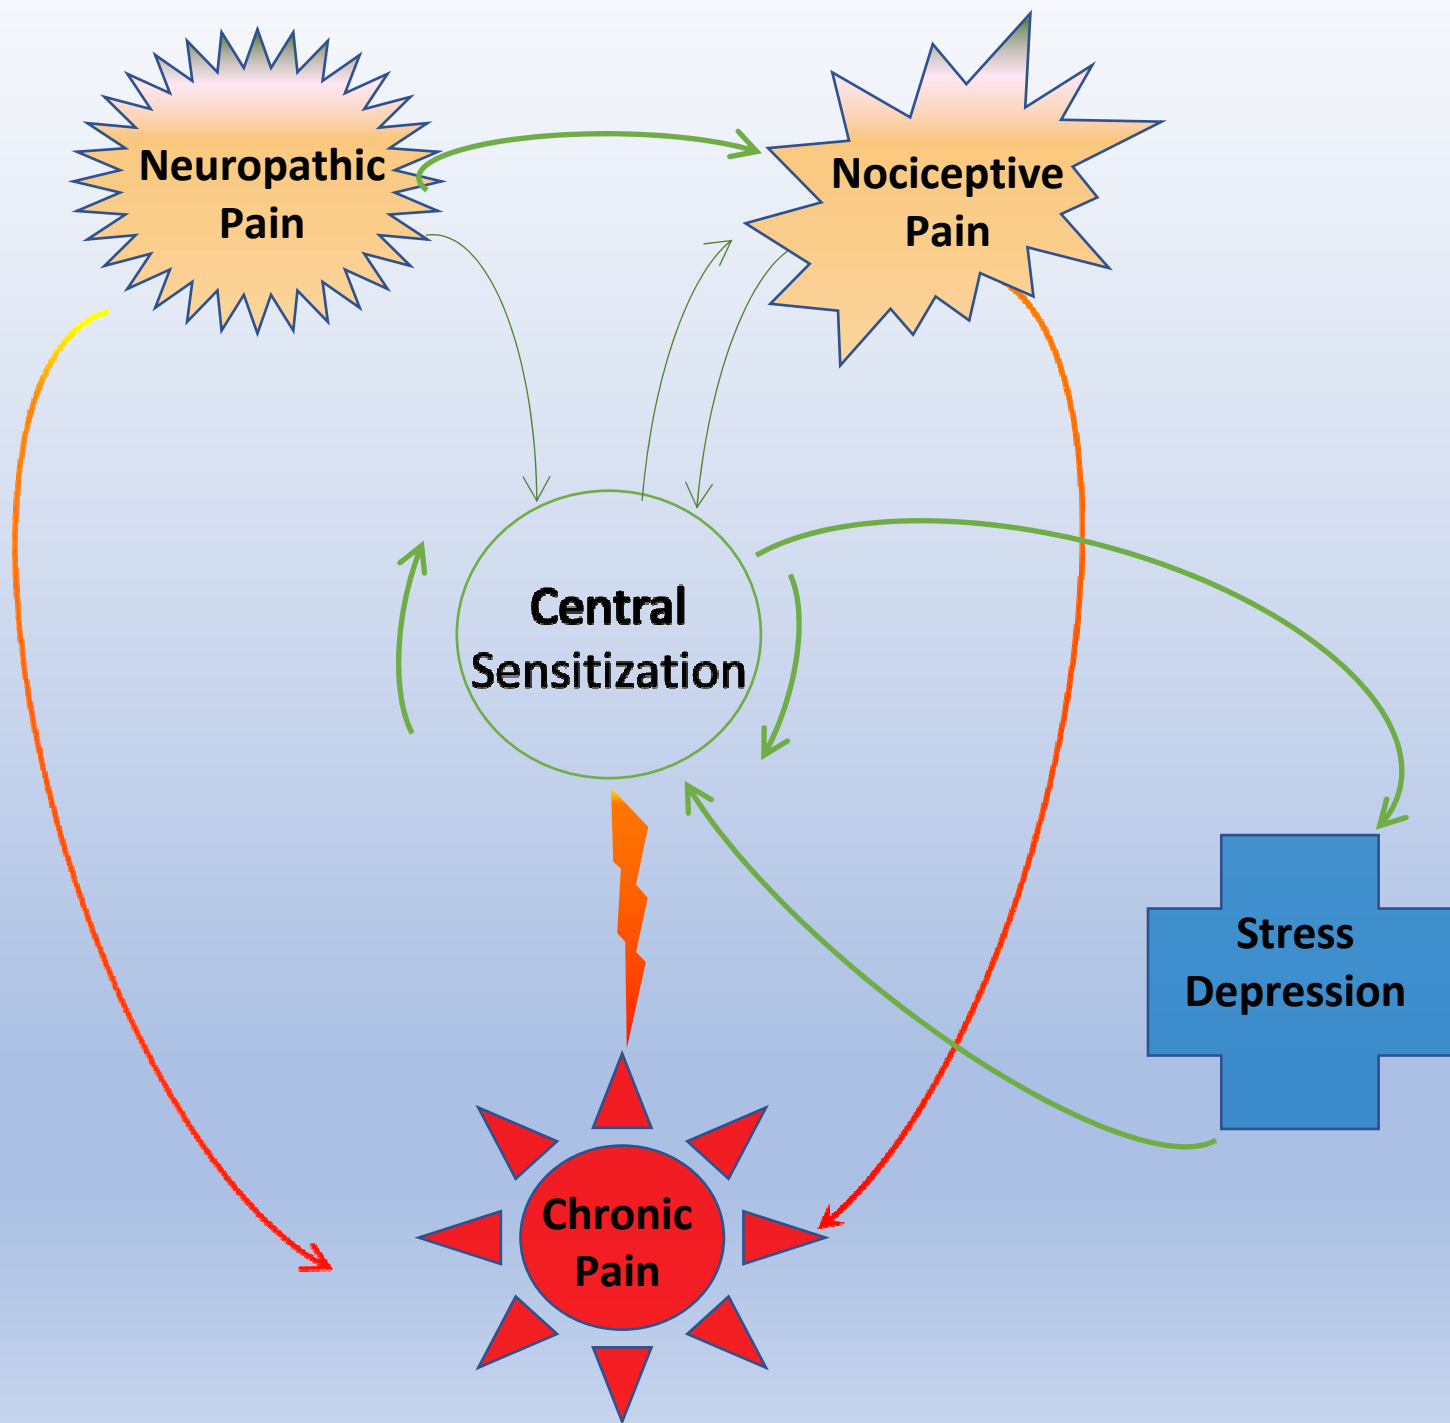 Neuropathic
Pain
Nociceptive
Pain
Central
Sensitization
Stress
Depression
Chronic
Pain